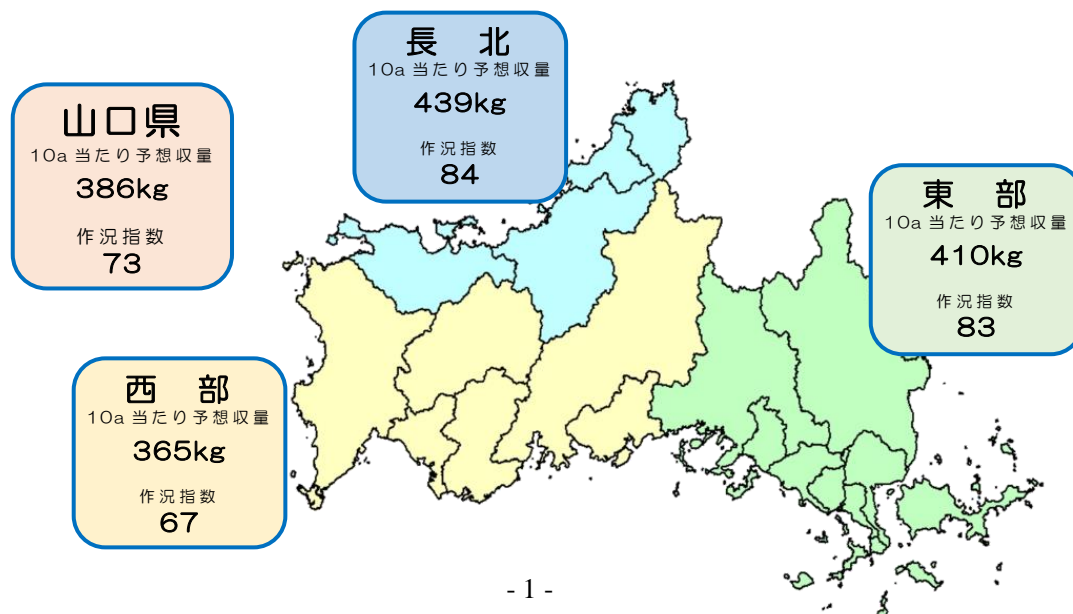 長 北
10a 当たり予想収量
439kg
作況指数
84
山口県
10a 当たり予想収量
386kg
作況指数
73
東 部
10a 当たり予想収量
410kg
作況指数
83
西 部
10a 当たり予想収量
365kg
作況指数
67
- 1 -